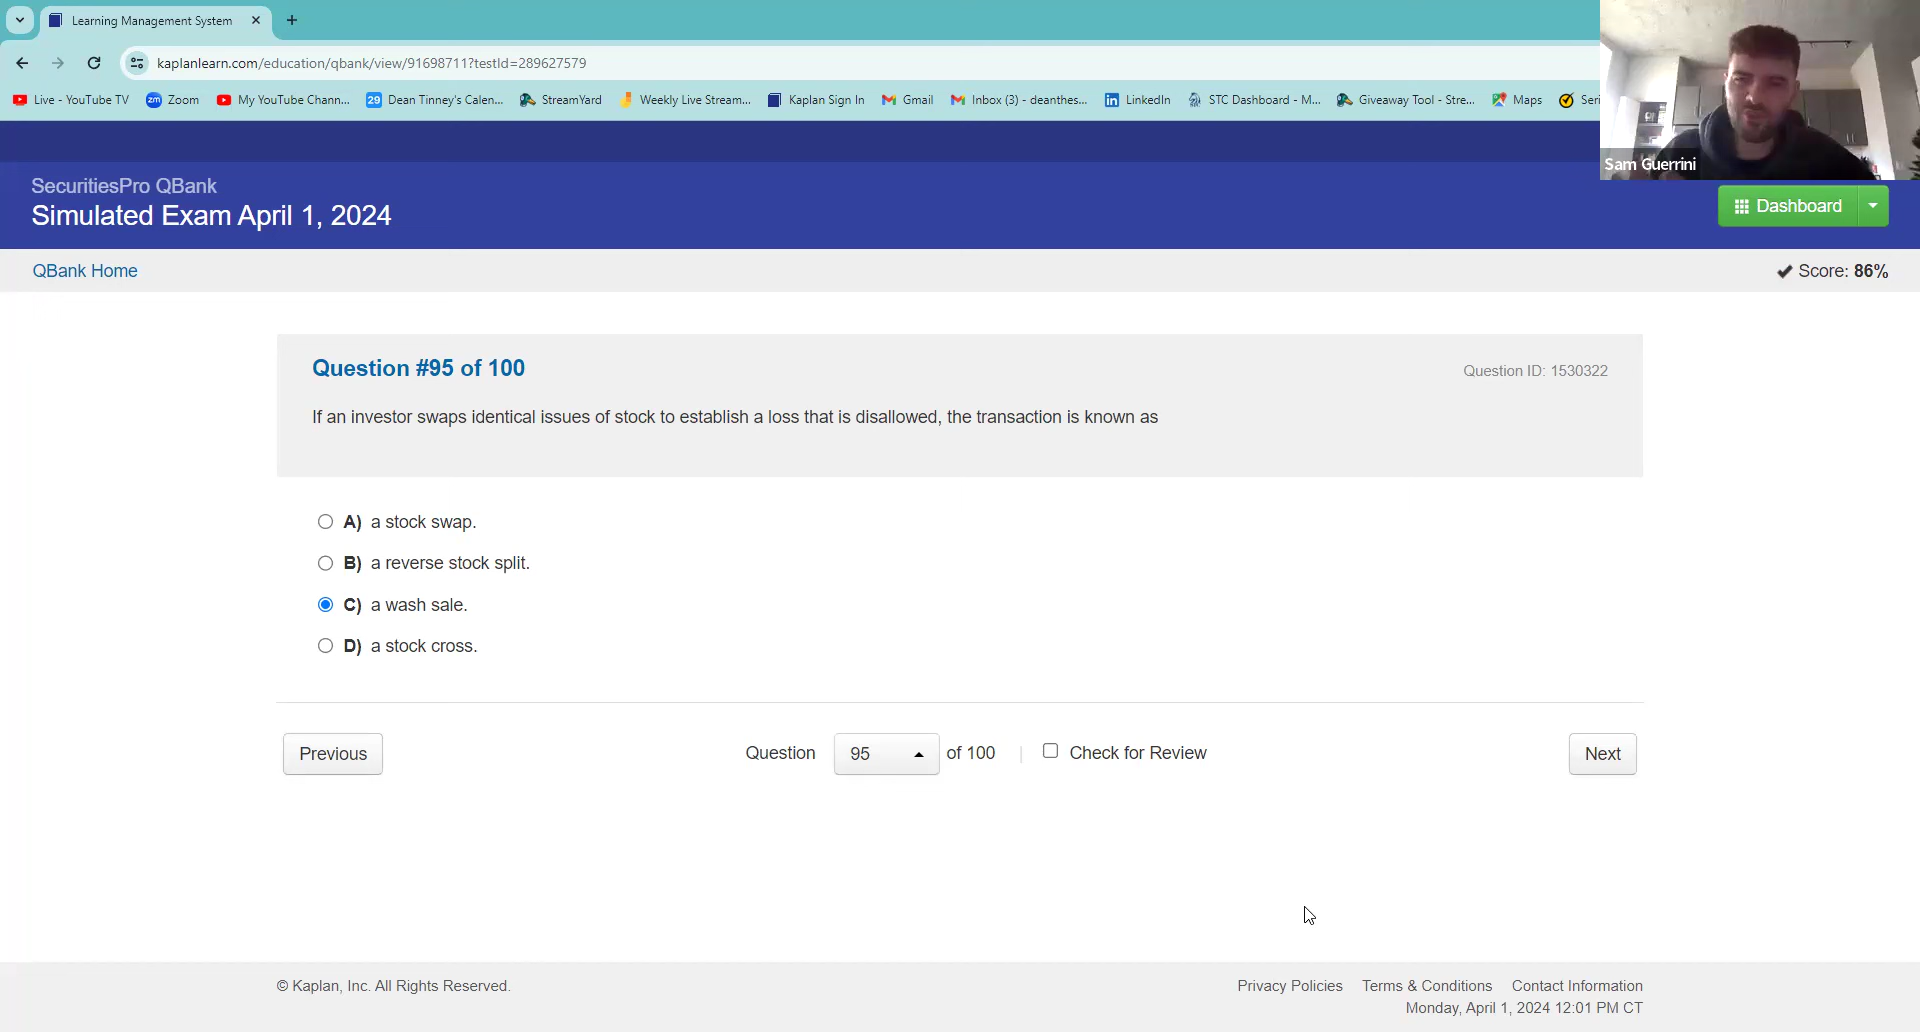 Learning Management System
kaplanlearn.com/education/qbank/view/91698711?testId=289627579
Live - YouTube TV
zm Zoom
My YouTube Chann...
29 Dean Tinney's Calen...
StreamYard
Weekly Live Stream...
Kaplan Sign In
Gmail
Inbox (3) - deanthes...
in LinkedIn
STC Dashboard - M...
Giveaway Tool - Stre...
Maps
Seri
Sam Guerrini
SecuritiesPro QBank
Simulated Exam April 1, 2024
Dashboard
QBank Home
Score: 86%
Question #95 of 100
Question ID: 1530322
If an investor swaps identical issues of stock to establish a loss that is disallowed, the transaction is known as
A) a stock swap.
B) a reverse stock split.
C) a wash sale.
D) a stock cross.
Previous
Question 95 of 100 | Check for Review
Next
© Kaplan, Inc. All Rights Reserved.
Privacy Policies Terms & Conditions Contact Information
Monday, April 1, 2024 12:01 PM CT